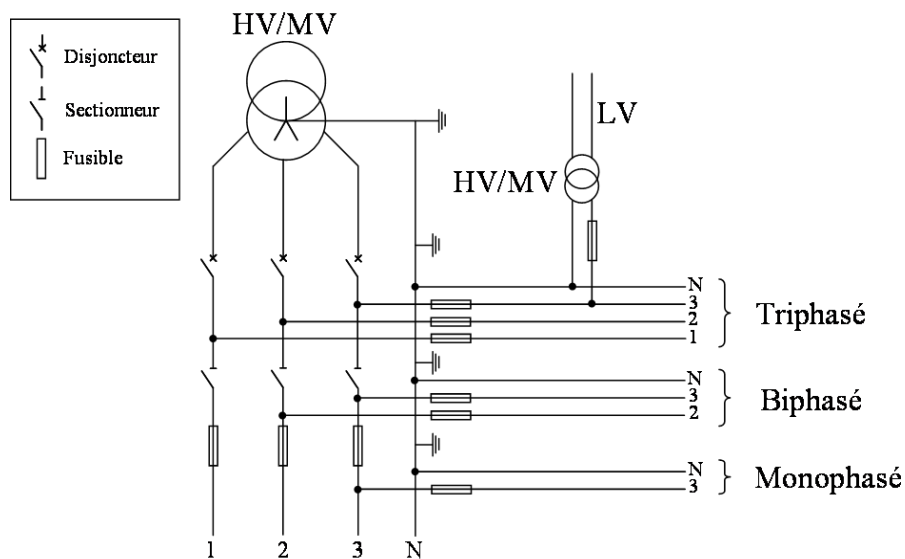 HV/MV
Disjoncteur
Sectionneur
Fusible
LV
HV/MV
N
3
2
1
Triphasé
N
3
2
Biphasé
N
3
Monophasé
1 2 3 N